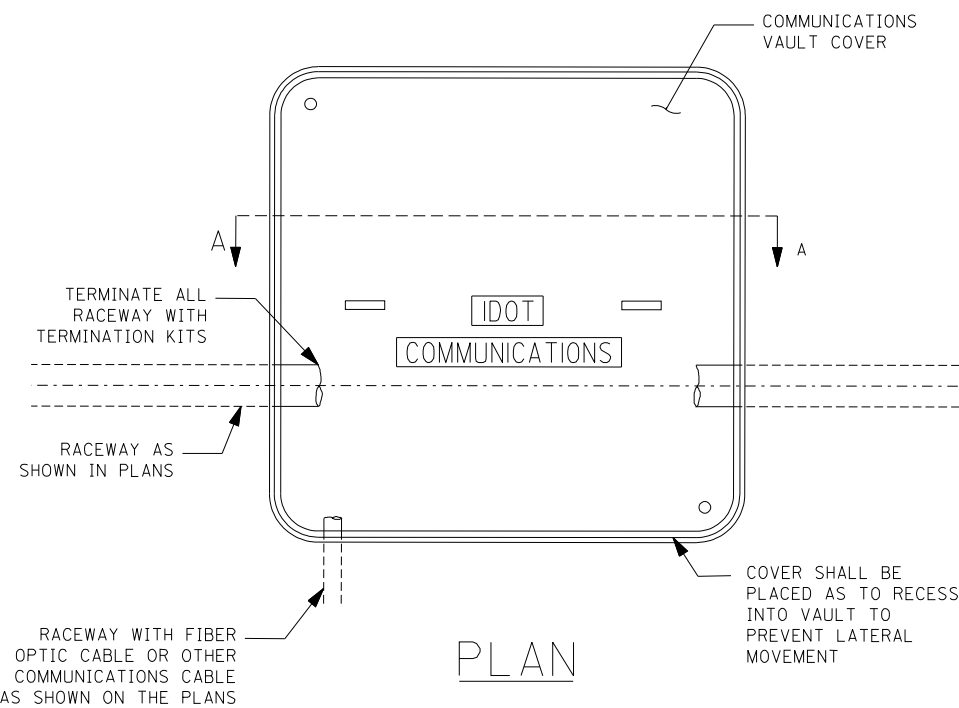 COMMUNICATIONS
VAULT COVER
A
A
TERMINATE ALL
RACEWAY WITH
TERMINATION KITS
IDOT
COMMUNICATIONS
RACEWAY AS
SHOWN IN PLANS
COVER SHALL BE
PLACED AS TO RECESS
INTO VAULT TO
PREVENT LATERAL
MOVEMENT
RACEWAY WITH FIBER
OPTIC CABLE OR OTHER
COMMUNICATIONS CABLE
AS SHOWN ON THE PLANS
PLAN